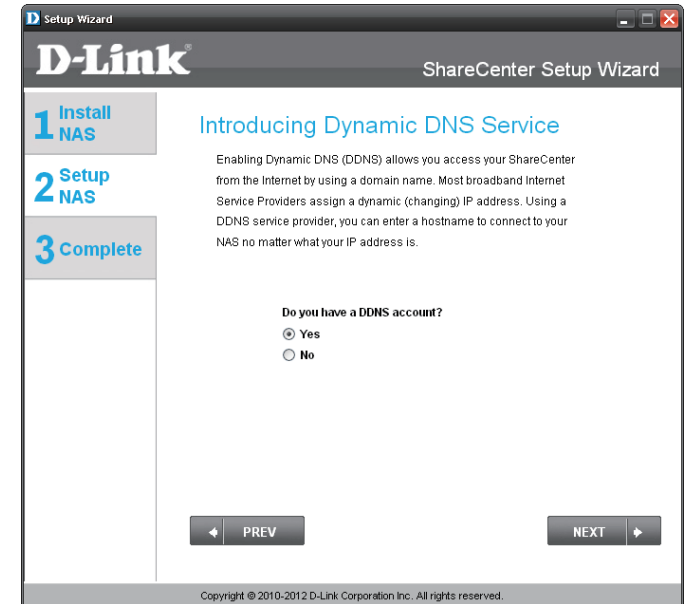 Setup Wizard
D-Link®
ShareCenter Setup Wizard
1 Install
NAS
2 Setup
NAS
3 Complete
Introducing Dynamic DNS Service
Enabling Dynamic DNS (DDNS) allows you access your ShareCenter
from the Internet by using a domain name. Most broadband Internet
Service Providers assign a dynamic (changing) IP address. Using a
DDNS service provider, you can enter a hostname to connect to your
NAS no matter what your IP address is.
Do you have a DDNS account?
Yes
No
PREV
NEXT
Copyright © 2010-2012 D-Link Corporation Inc. All rights reserved.